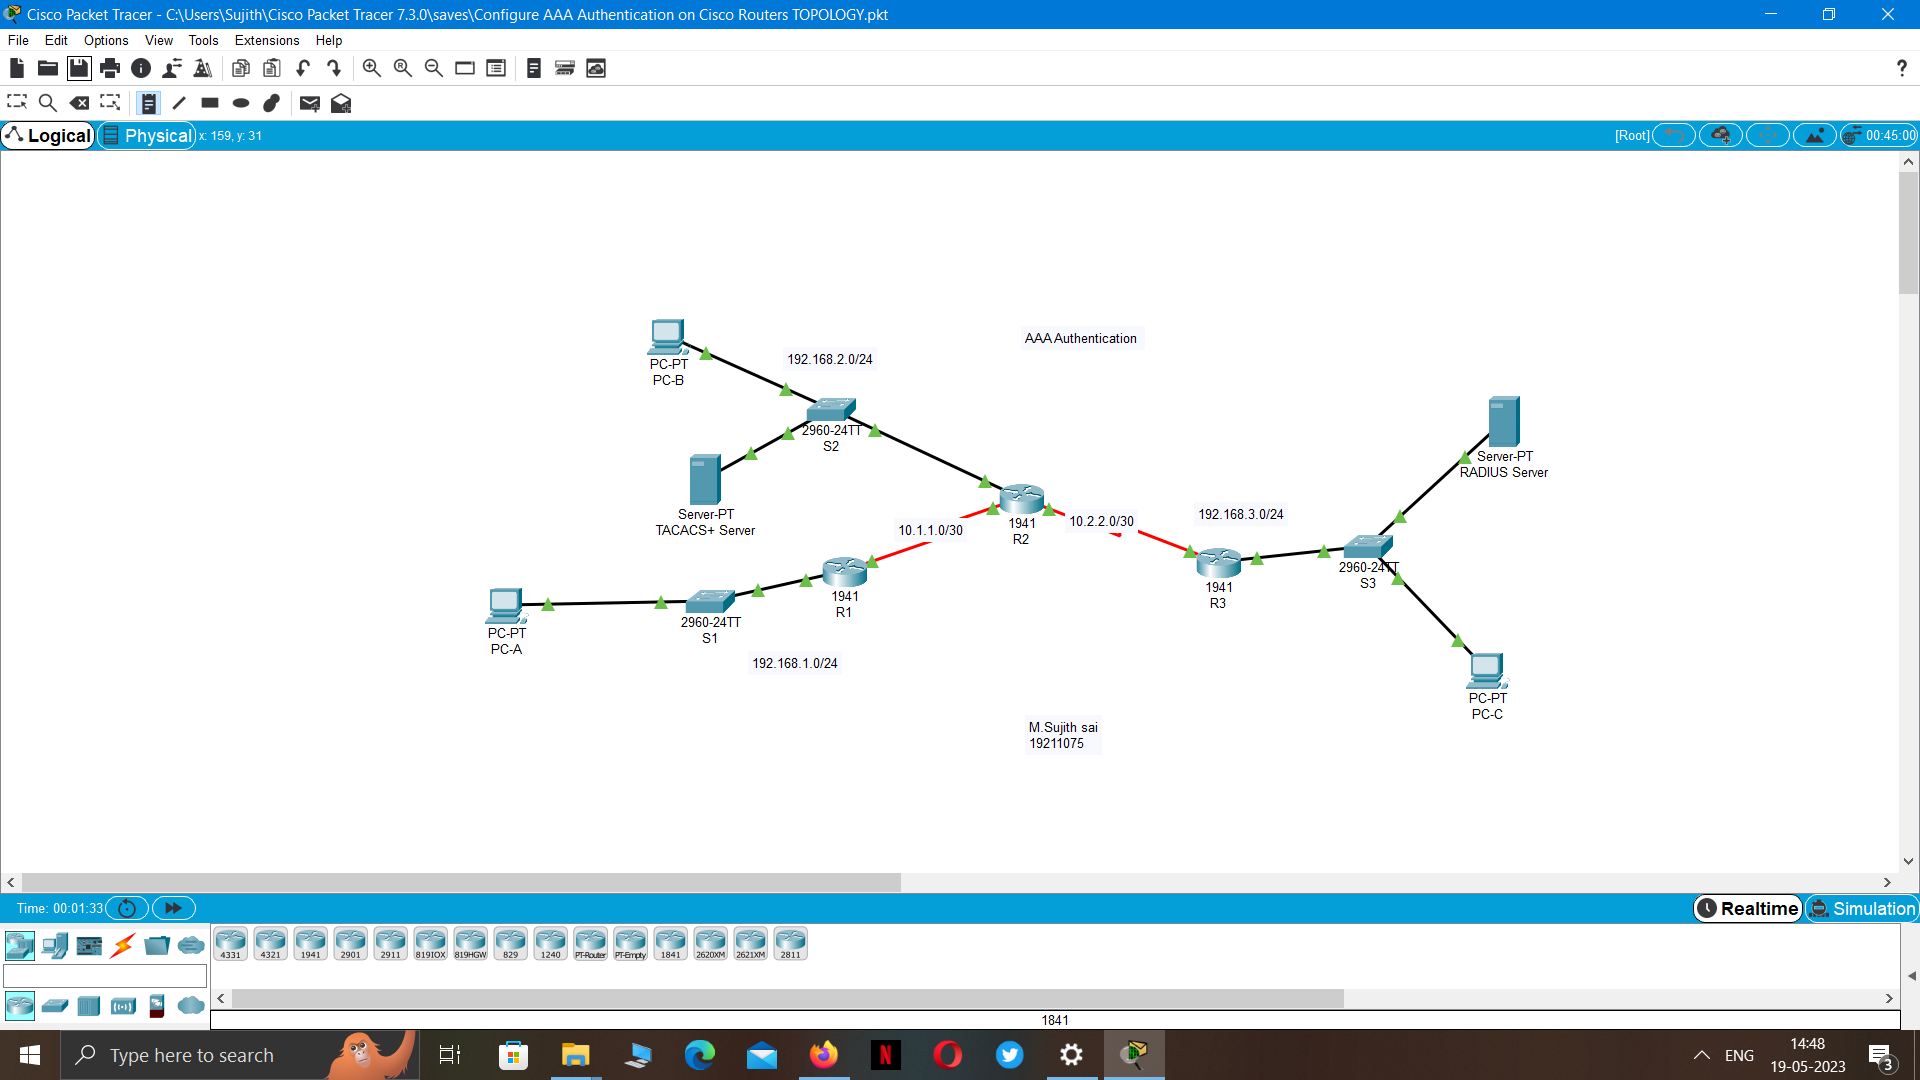 Cisco Packet Tracer - C:\Users\Sujith\Cisco Packet Tracer 7.3.0\saves\Configure AAA Authentication on Cisco Routers TOPOLOGY.pkt
File Edit Options View Tools Extensions Help
?
Logical Physical x: 159, y: 31 [Root] 00:45:00
AAA Authentication
192.168.2.0/24
PC-PT
PC-B
2960-24TT
S2
Server-PT
RADIUS Server
Server-PT
TACACS+ Server
10.1.1.0/30
1941
R2
10.2.2.0/30
192.168.3.0/24
2960-24TT
S3
1941
R3
1941
R1
2960-24TT
S1
PC-PT
PC-A
192.168.1.0/24
PC-PT
PC-C
M.Sujith sai
19211075
Time: 00:01:33 Realtime Simulation
4331 4321 1941 2901 2911 819IOX 819HGW 829 1240 PT-Router PT-Empty 1841 2620XM 2621XM 2811
1841
Type here to search
N
ENG
14:48
19-05-2023
3